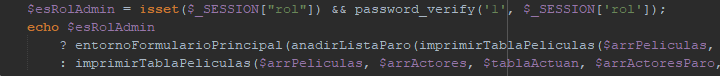 $esRolAdmin = isset($_SESSION["rol"]) && password_verify('1', $_SESSION['rol']);
echo $esRolAdmin
? entornoFormularioPrincipal(anadirListaParo(imprimirTablaPeliculas($arrPeliculas,
: imprimirTablaPeliculas($arrPeliculas, $arrActores, $tablaActuan, $arrActoresParo,